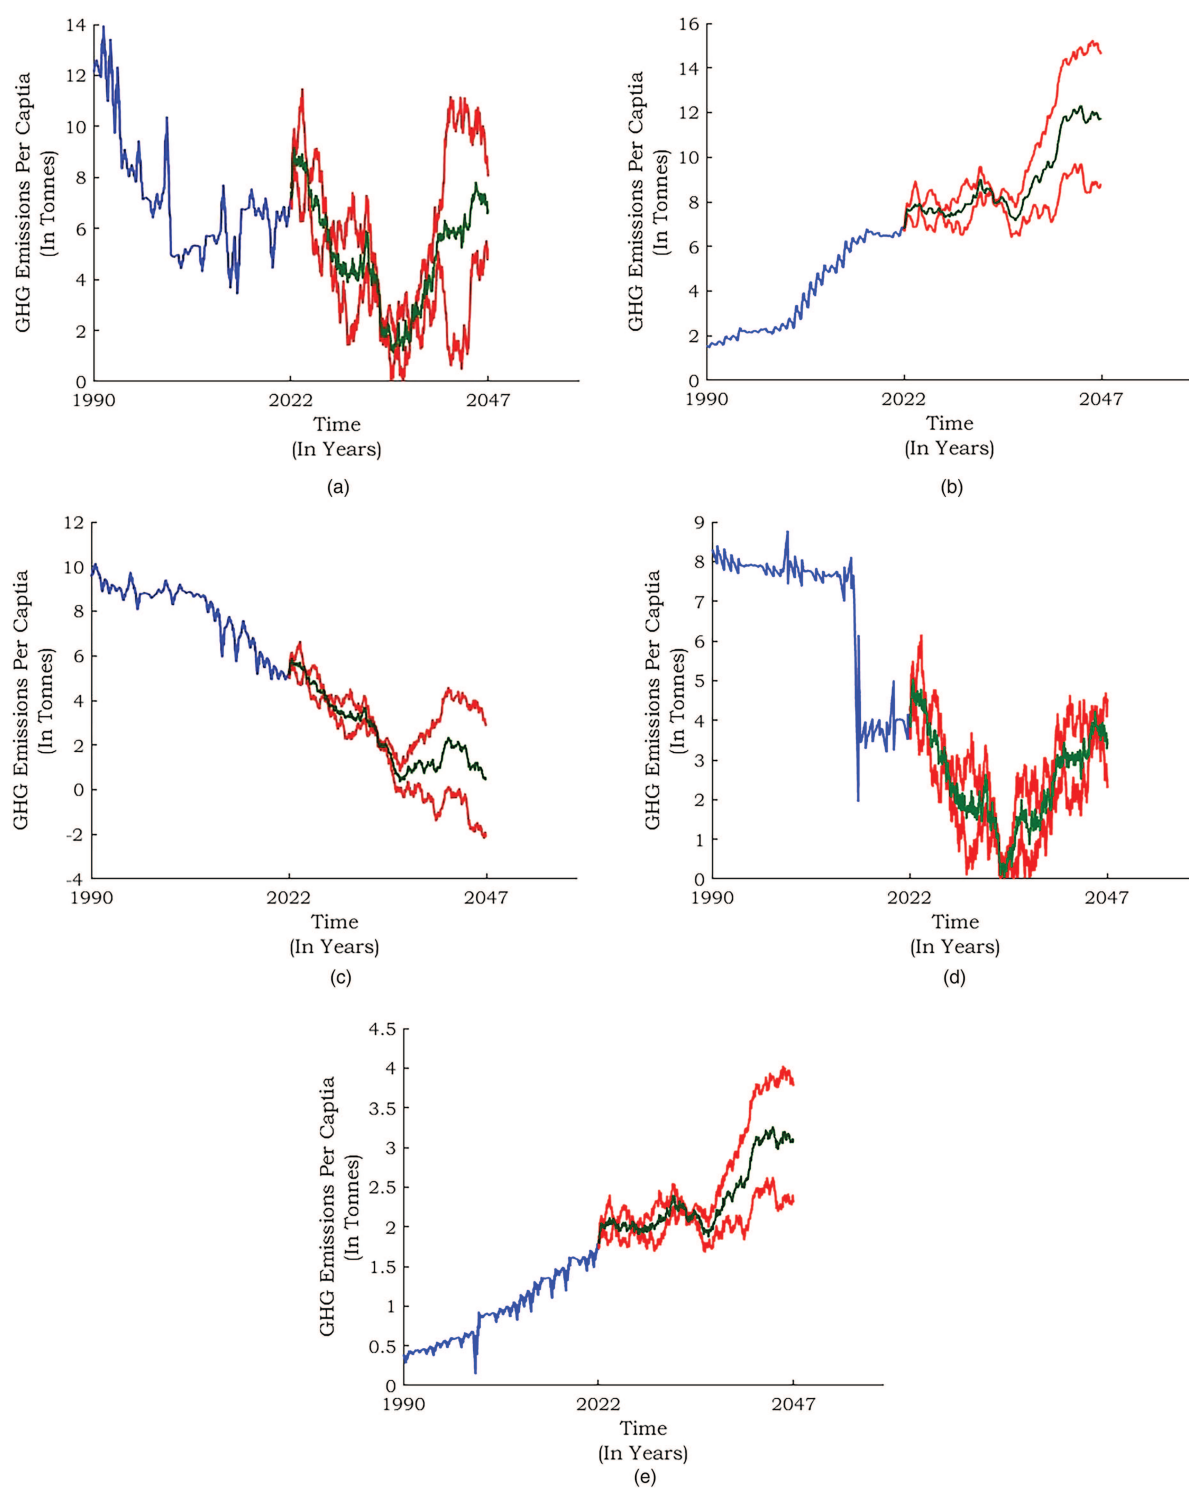 GHG Emissions Per Captia
(In Tonnes)
14
12
10
8
6
4
2
0
1990
2022
2047
Time
(In Years)
(a)
GHG Emissions Per Captia
(In Tonnes)
16
14
12
10
8
6
4
2
0
1990
2022
2047
Time
(In Years)
(b)
GHG Emissions Per Captia
(In Tonnes)
12
10
8
6
4
2
0
-2
-4
1990
2022
2047
Time
(In Years)
(c)
GHG Emissions Per Captia
(In Tonnes)
9
8
7
6
5
4
3
2
1
0
1990
2022
2047
Time
(In Years)
(d)
GHG Emissions Per Captia
(In Tonnes)
4.5
4
3.5
3
2.5
2
1.5
1
0.5
0
1990
2022
2047
Time
(In Years)
(e)